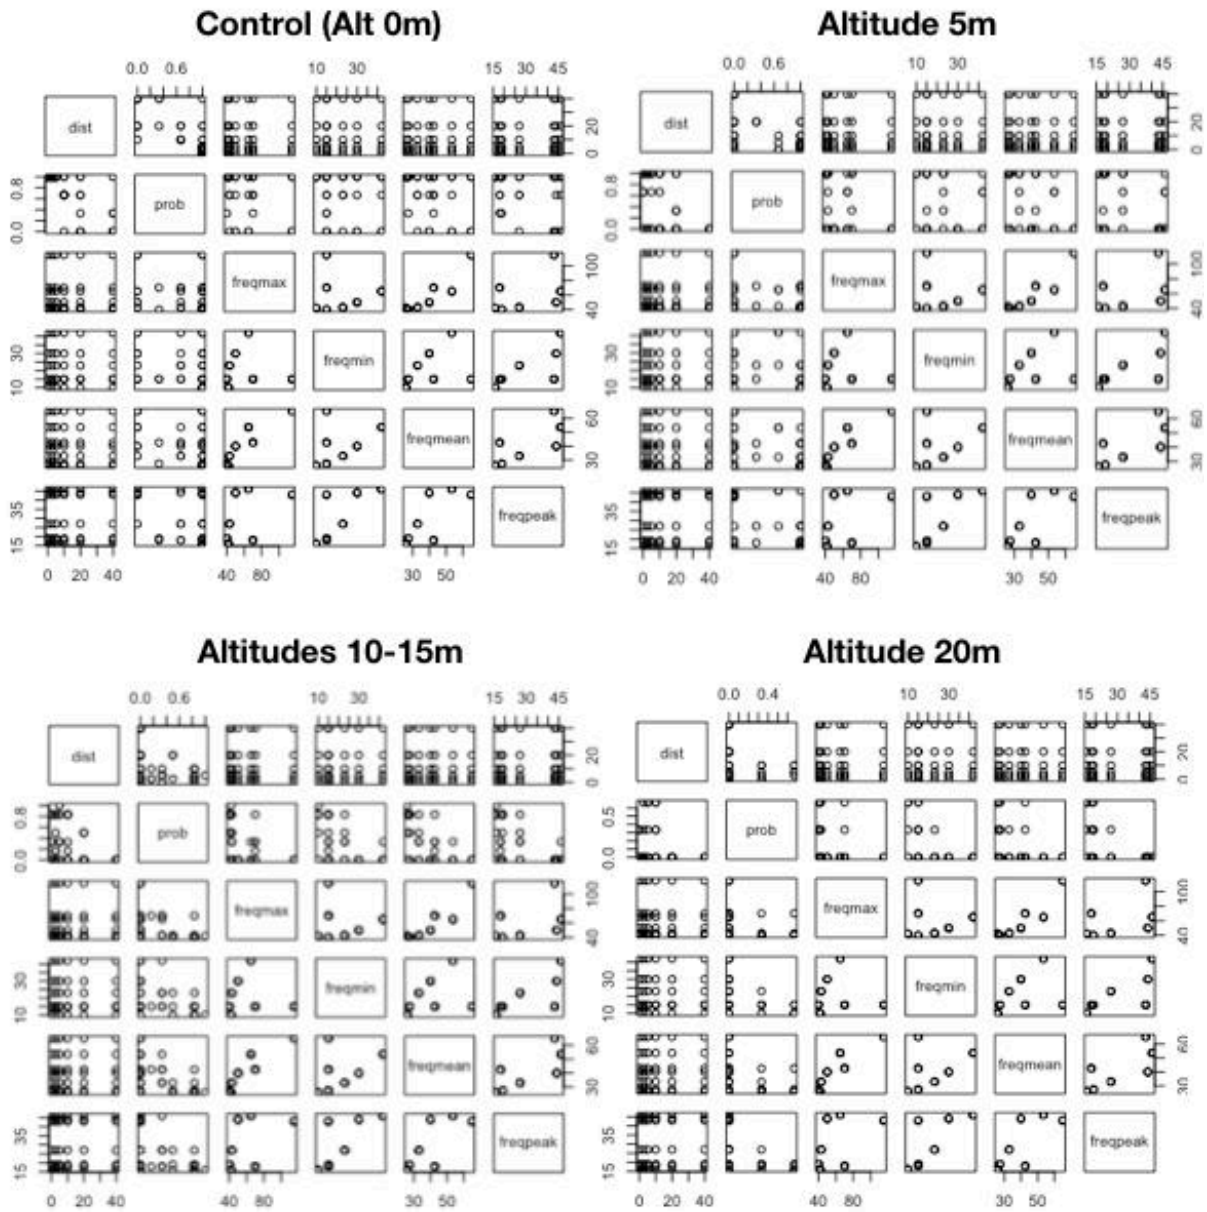 Control (Alt 0m)
0.0 0.6 10 30 15 30 45
dist
0 20
0.0 0.8
prob
freqmax
40 100
10 30
freqmin
freqmean
30 60
15 35
freqpeak
0 20 40 40 80 30 50
Altitude 5m
0.0 0.6 10 30 15 30 45
dist
0 20
0.0 0.8
prob
freqmax
40 100
10 30
freqmin
freqmean
30 60
15 35
freqpeak
0 20 40 40 80 30 50
Altitudes 10-15m
0.0 0.6 10 30 15 30 45
dist
0 20
0.0 0.8
prob
freqmax
40 100
10 30
freqmin
freqmean
30 60
15 35
freqpeak
0 20 40 40 80 30 50
Altitude 20m
0.0 0.4 10 30 15 30 45
dist
0 20
0.0 0.5
prob
freqmax
40 100
10 30
freqmin
freqmean
30 60
15 35
freqpeak
0 20 40 40 80 30 50